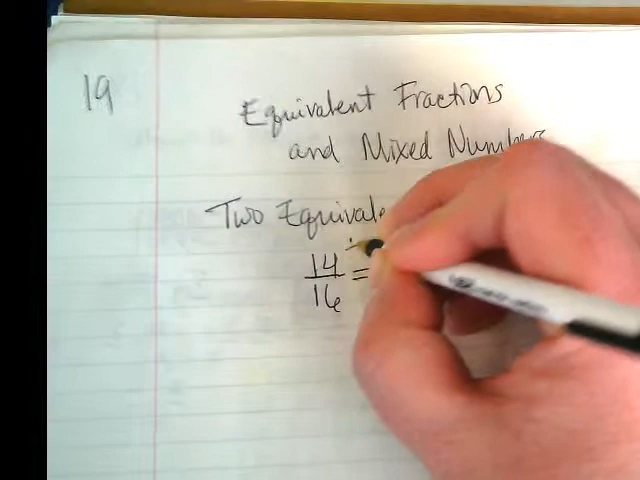 19
Equivalent Fractions
and Mixed Numbers
Two
14 ÷
— =
16